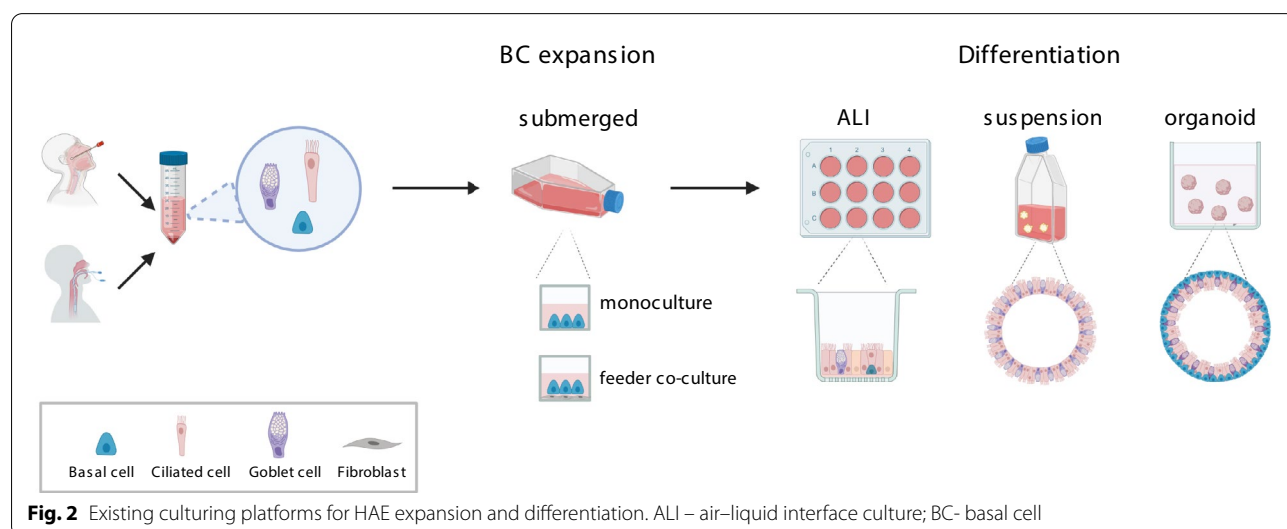 BC expansion
Differentiation
submerged
ALI
suspension
organoid
1 2 3 4
A
B
C
monoculture
feeder co-culture
Basal cell
Ciliated cell
Goblet cell
Fibroblast
Fig. 2 Existing culturing platforms for HAE expansion and differentiation. ALI – air–liquid interface culture; BC- basal cell